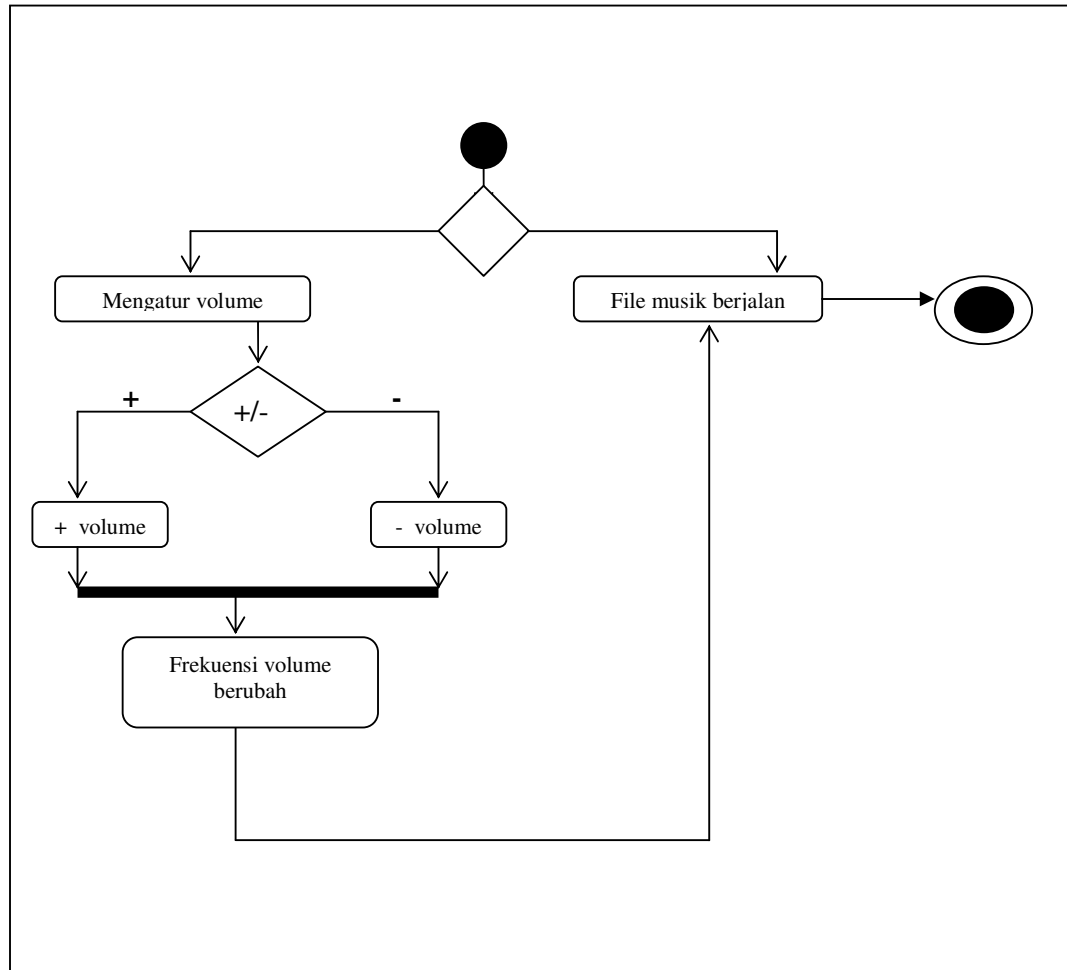 Mengatur volume
File musik berjalan
+
+/-
-
+ volume
- volume
Frekuensi volume
berubah